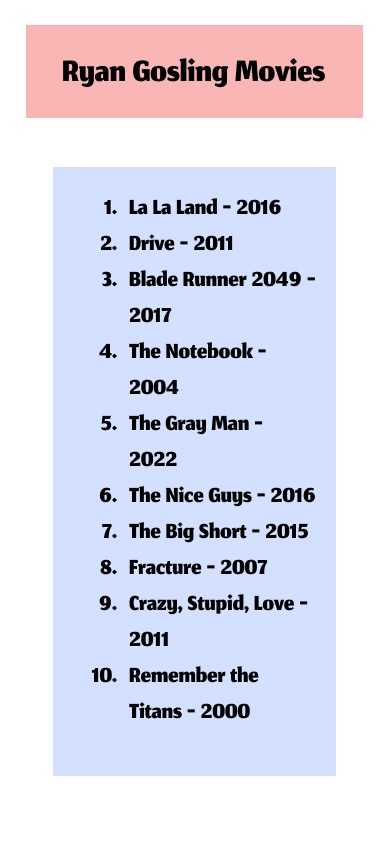 Ryan Gosling Movies
1. La La Land - 2016
2. Drive - 2011
3. Blade Runner 2049 -
2017
4. The Notebook -
2004
5. The Gray Man -
2022
6. The Nice Guys - 2016
7. The Big Short - 2015
8. Fracture - 2007
9. Crazy, Stupid, Love -
2011
10. Remember the
Titans - 2000